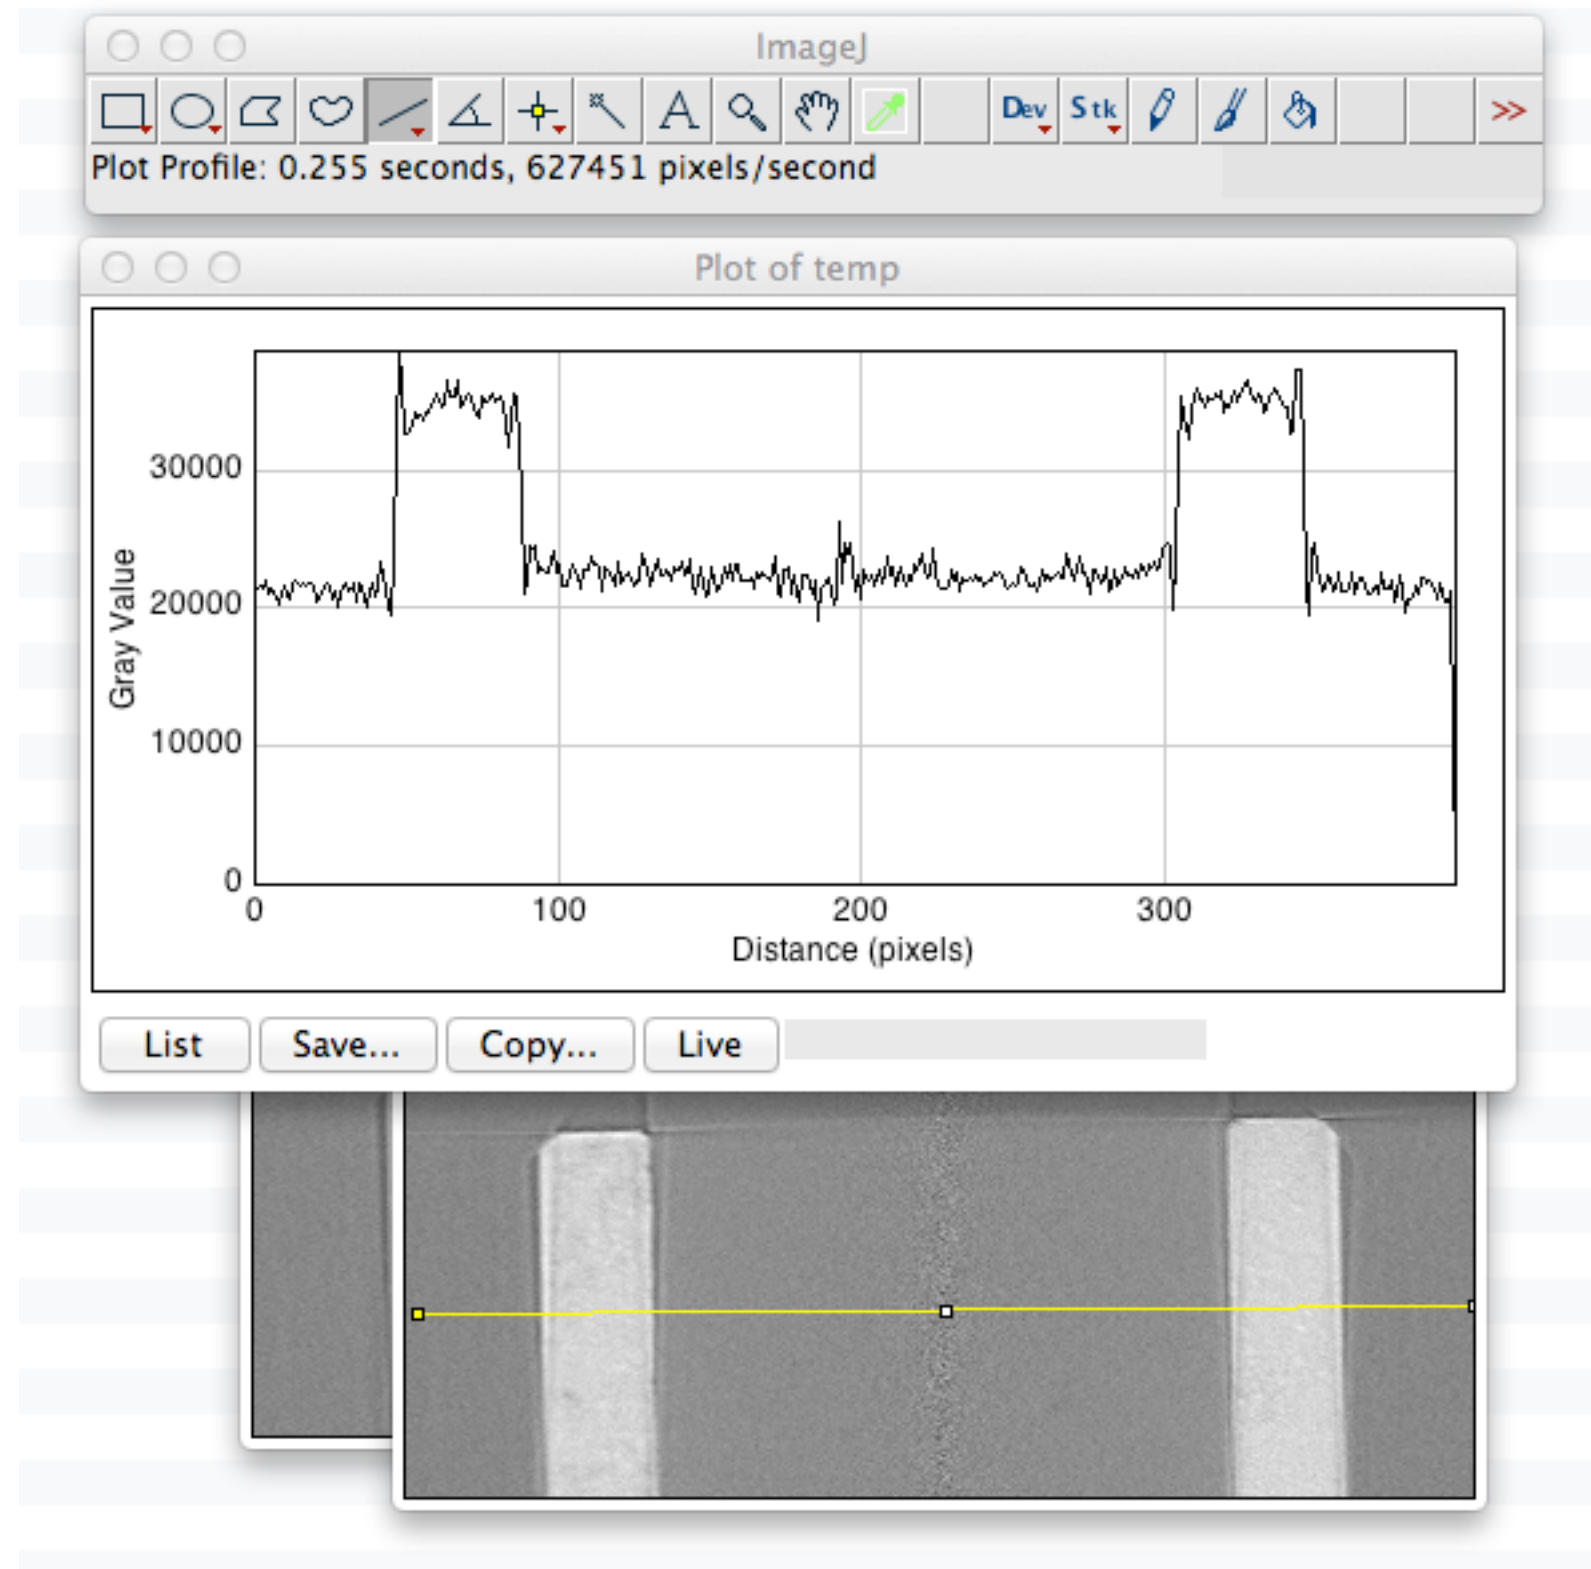 ImageJ
A Dev Stk >>
Plot Profile: 0.255 seconds, 627451 pixels/second
Plot of temp
30000
20000
10000
0
Gray Value
0 100 200 300
Distance (pixels)
List Save... Copy... Live